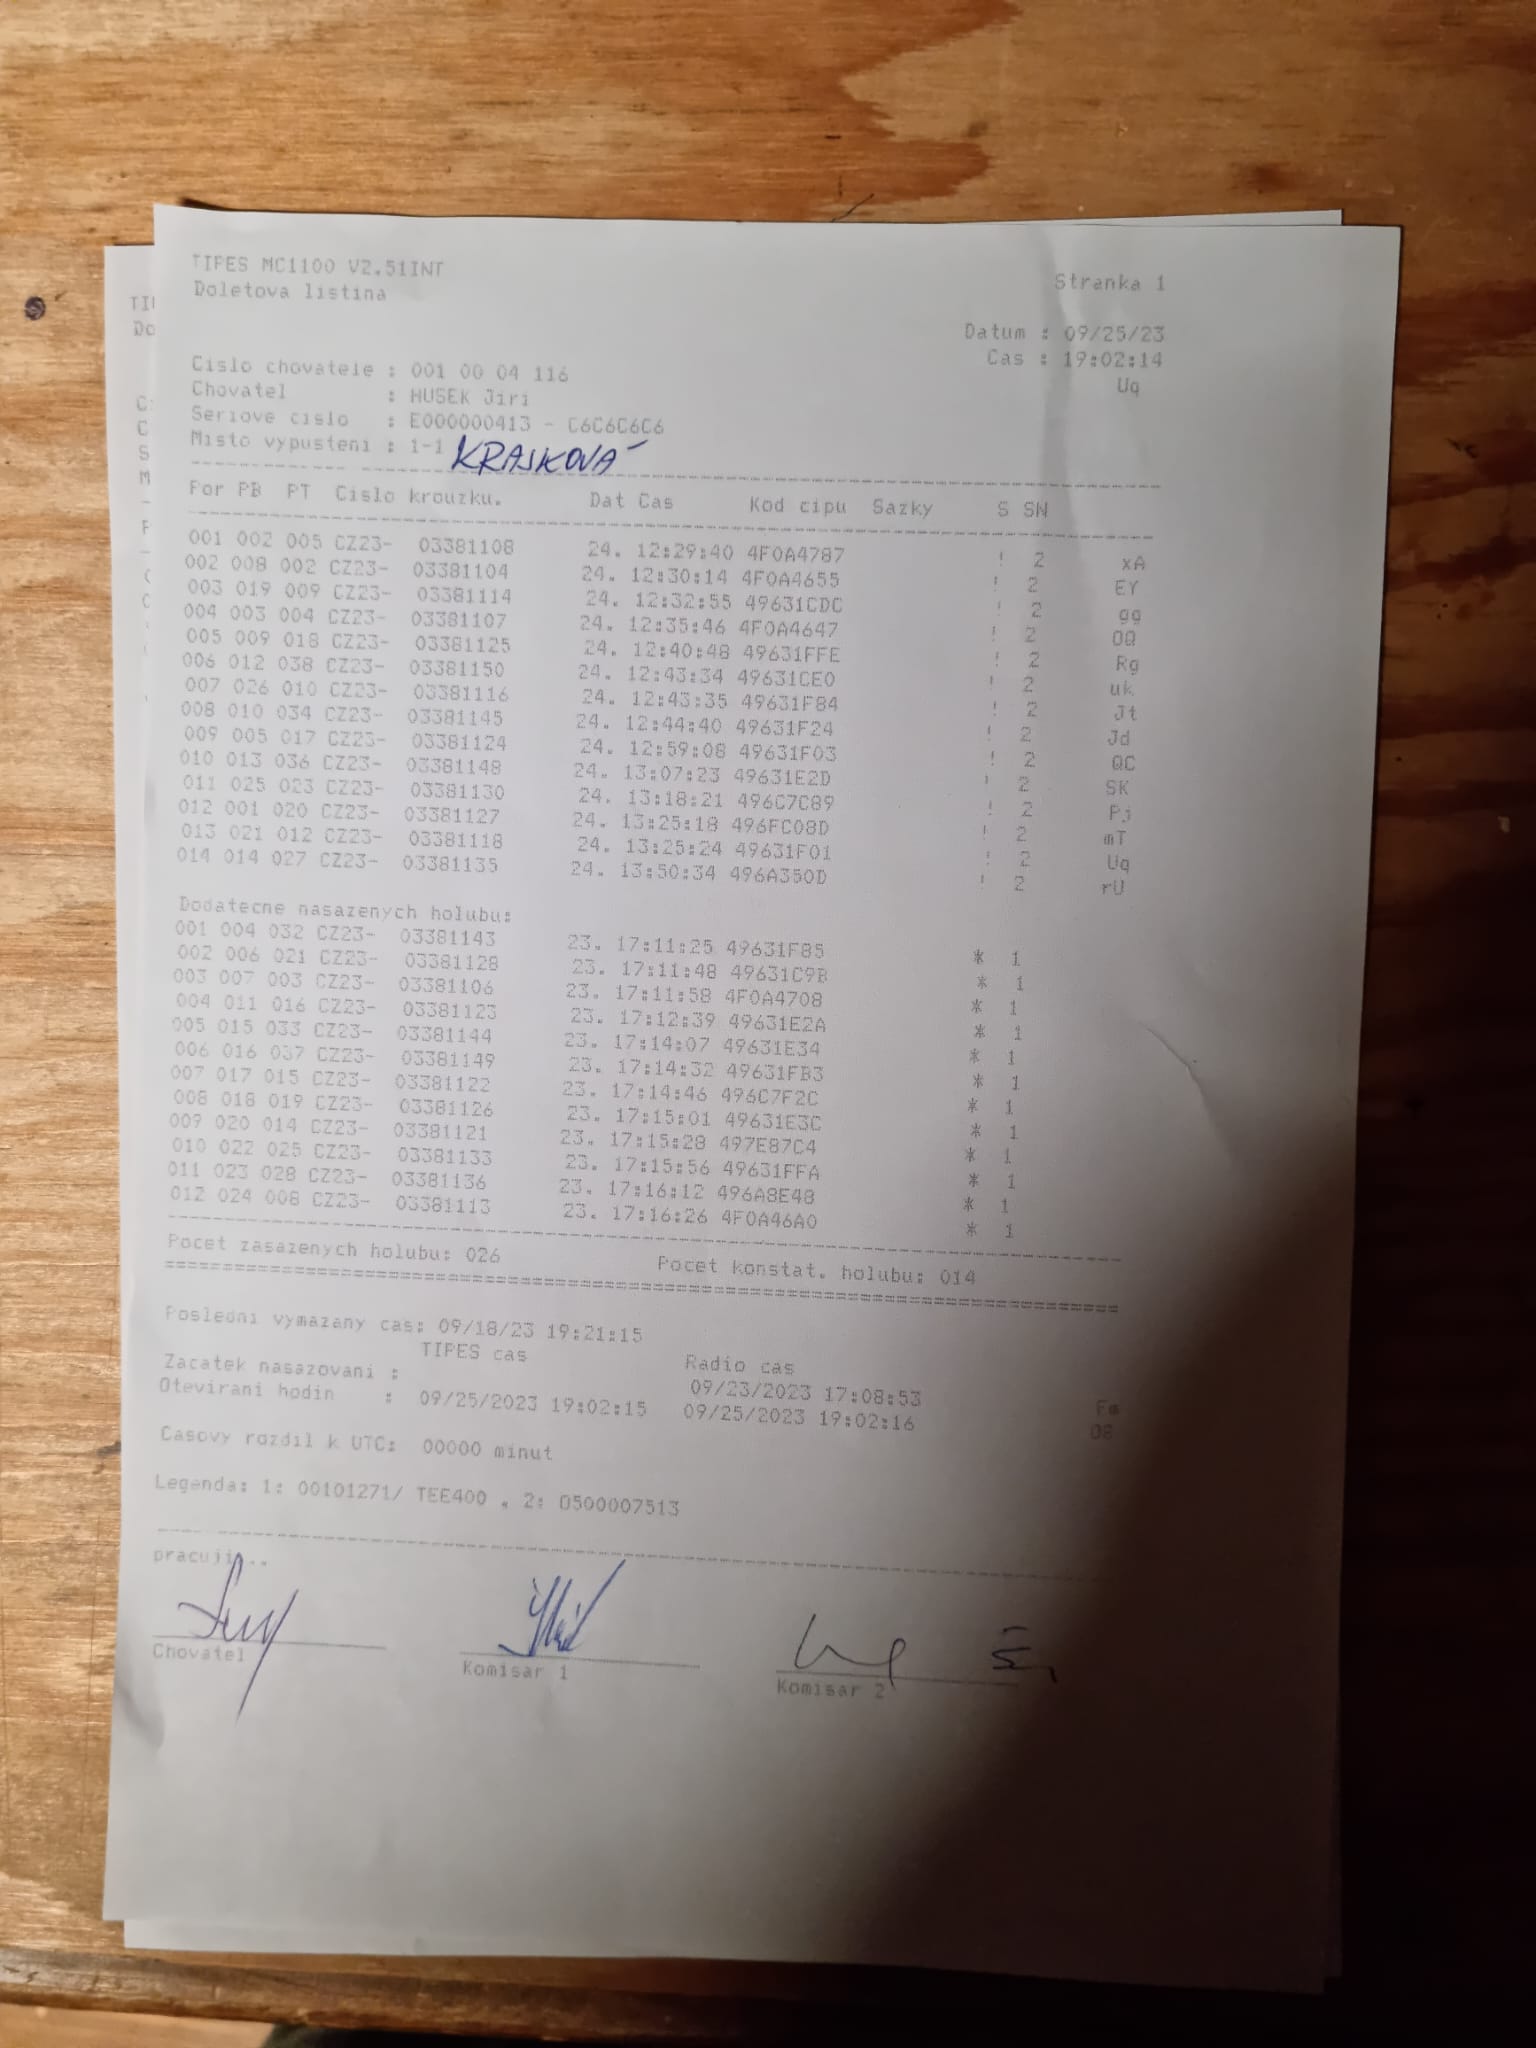 TIPES MC1100 V2.51INT Stranka 1
Doletova listina
Datum : 09/25/23
Cas : 19:02:14
Uq
Cislo chovatele : 001 00 04 116
Chovatel : HUSEK Jiri
Seriove cislo : E000000413 - C6C6C6C6
Misto vypusteni : 1-1 KRASKOVÁ
Por PB PT Cislo krouzku. Dat Cas Kod cipu Sazky S SN
001 002 005 CZ23- 03381108 24. 12:29:40 4F0A4787 ! 2 xA
002 008 002 CZ23- 03381104 24. 12:30:14 4F0A4655 ! 2 EY
003 019 009 CZ23- 03381114 24. 12:32:55 49631CDC ! 2 gg
004 003 004 CZ23- 03381107 24. 12:35:46 4F0A4647 ! 2 OQ
005 009 018 CZ23- 03381125 24. 12:40:48 49631FFE ! 2 Rg
006 012 038 CZ23- 03381150 24. 12:43:34 49631CE0 ! 2 uk
007 026 010 CZ23- 03381116 24. 12:43:35 49631F84 ! 2 Jt
008 010 034 CZ23- 03381145 24. 12:44:40 49631F24 ! 2 Jd
009 005 017 CZ23- 03381124 24. 12:59:08 49631F03 ! 2 QC
010 013 036 CZ23- 03381148 24. 13:07:23 49631E2D ! 2 SK
011 025 023 CZ23- 03381130 24. 13:18:21 496C7C89 ! 2 Pj
012 001 020 CZ23- 03381127 24. 13:25:18 496FC08D ! 2 mT
013 021 012 CZ23- 03381118 24. 13:25:24 49631F01 ! 2 Uq
014 014 027 CZ23- 03381135 24. 13:50:34 496A350D ! 2 rU
Dodatecne nasazenych holubu:
001 004 032 CZ23- 03381143 23. 17:11:25 49631F85 * 1
002 006 021 CZ23- 03381128 23. 17:11:48 49631C9B * 1
003 007 003 CZ23- 03381106 23. 17:11:58 4F0A4708 * 1
004 011 016 CZ23- 03381123 23. 17:12:39 49631E2A * 1
005 015 033 CZ23- 03381144 23. 17:14:07 49631E34 * 1
006 016 037 CZ23- 03381149 23. 17:14:32 49631FB3 * 1
007 017 015 CZ23- 03381122 23. 17:14:46 496C7F2C * 1
008 018 019 CZ23- 03381126 23. 17:15:01 49631E3C * 1
009 020 014 CZ23- 03381121 23. 17:15:28 497E87C4 * 1
010 022 025 CZ23- 03381133 23. 17:15:56 49631FFA * 1
011 023 028 CZ23- 03381136 23. 17:16:12 496A8E48 * 1
012 024 008 CZ23- 03381113 23. 17:16:26 4F0A46A0 * 1
Pocet zasazenych holubu: 026 Pocet konstat. holubu: 014
Posledni vymazany cas: 09/18/23 19:21:15
TIPES cas Radio cas
Zacatek nasazovani : 09/23/2023 17:08:53 Fm
Otevirani hodin : 09/25/2023 19:02:15 09/25/2023 19:02:16
Casovy rozdil k UTC: 00000 minut
Legenda: 1: 00101271/ TEE400 , 2: 0500007513
pracuji...
Chovatel Komisar 1 Komisar 2